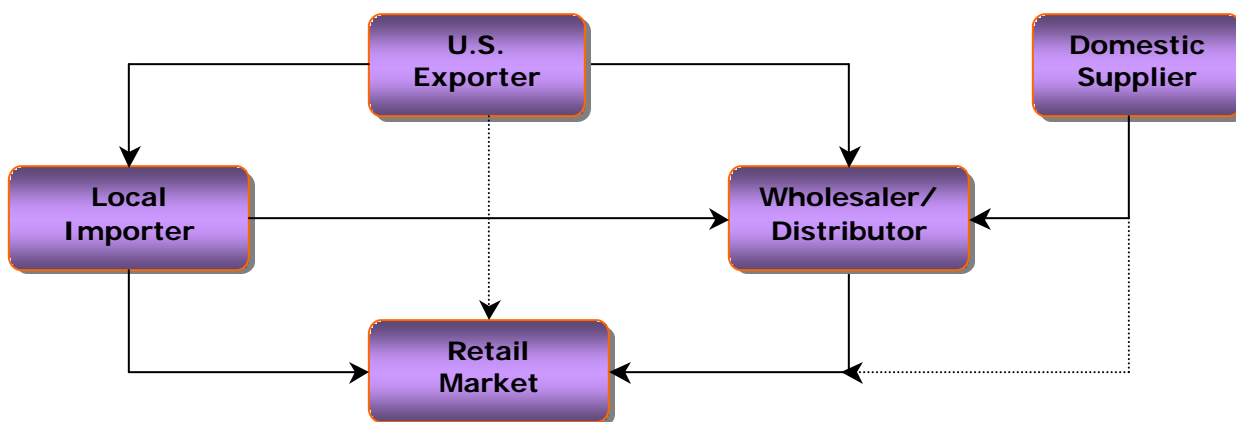 U.S.
Exporter
Domestic
Supplier
Local
Importer
Wholesaler/
Distributor
Retail
Market